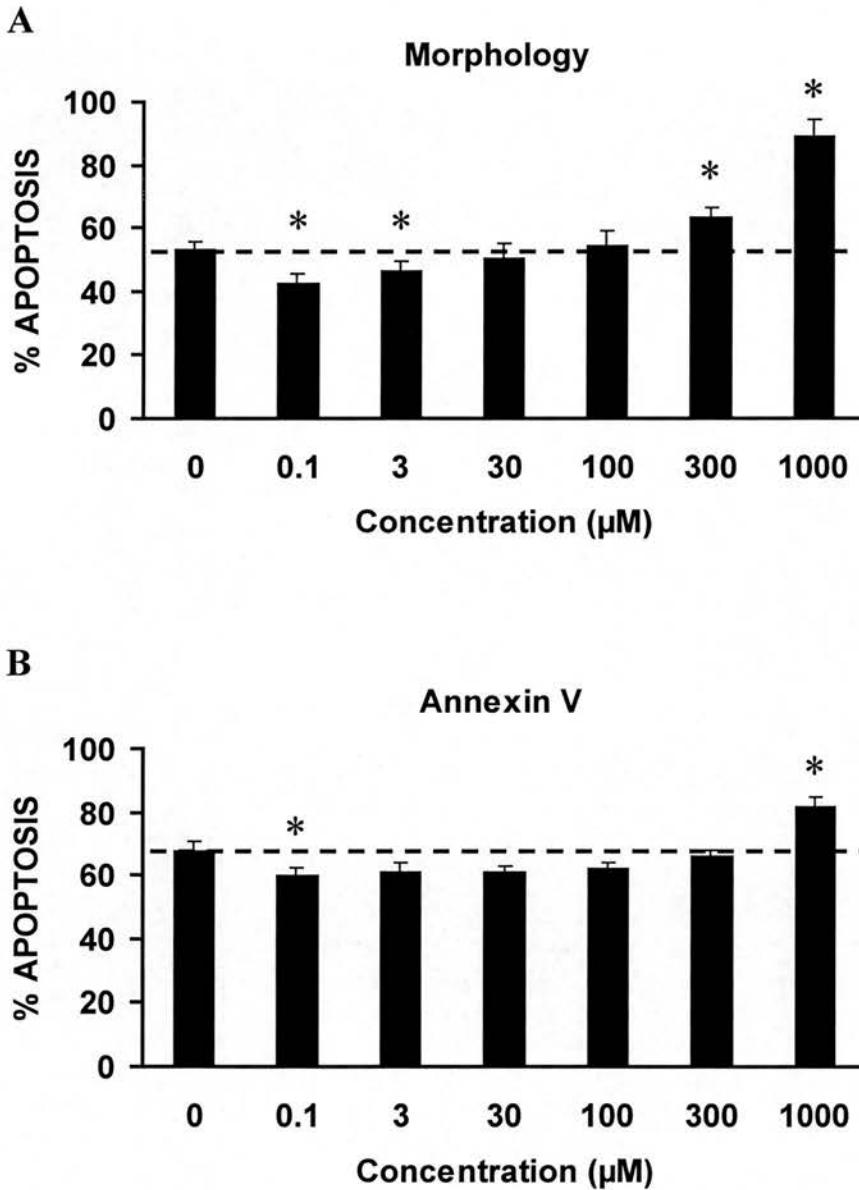 A
Morphology
% APOPTOSIS
100
80
60
40
20
0
* * * *
0 0.1 3 30 100 300 1000
Concentration (µM)
B
Annexin V
% APOPTOSIS
100
80
60
40
20
0
* *
0 0.1 3 30 100 300 1000
Concentration (µM)